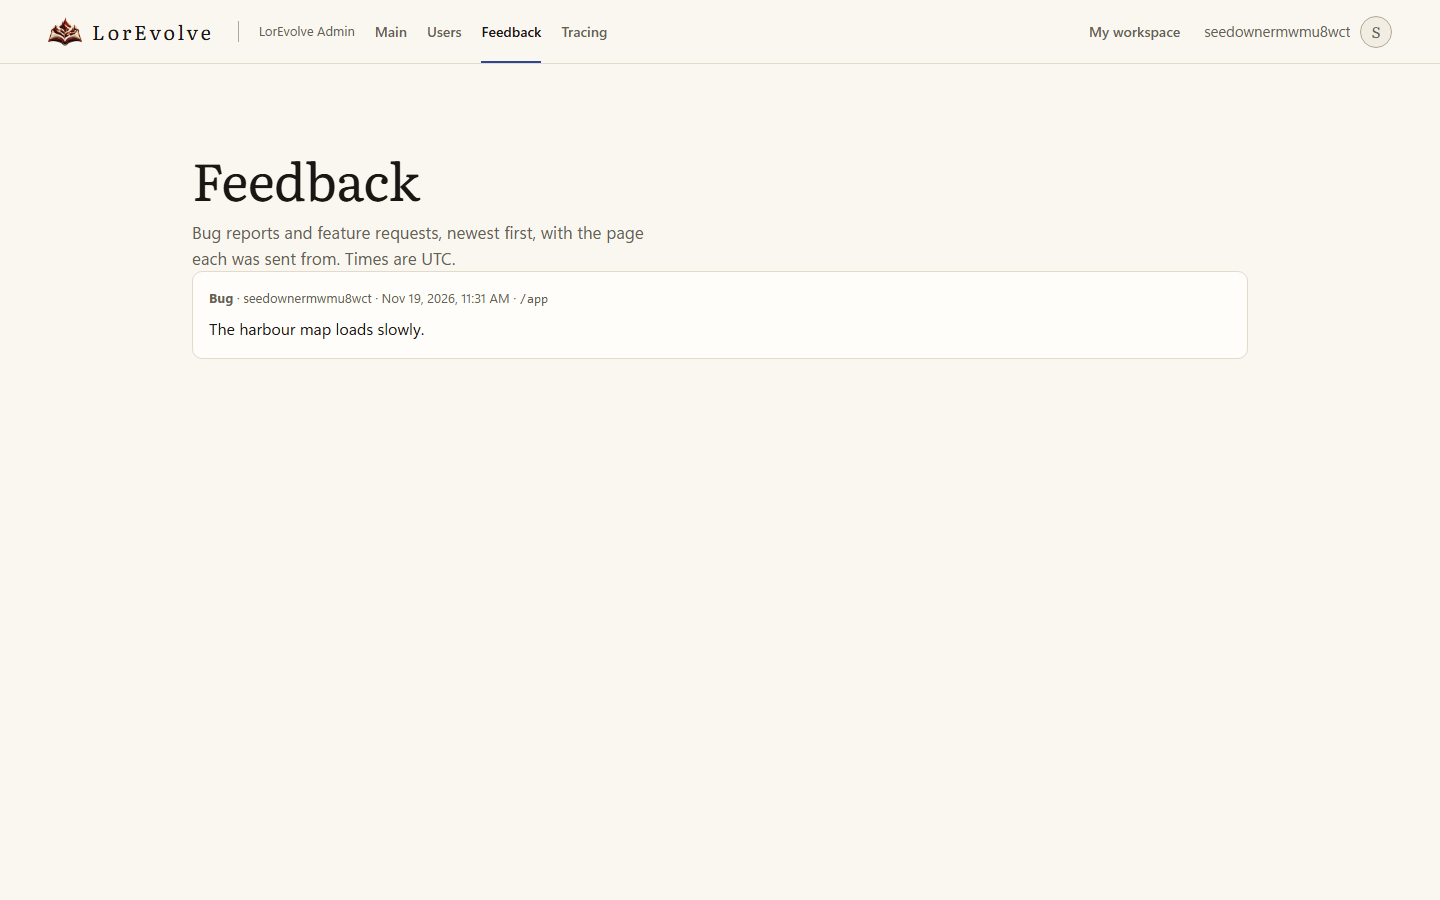 LorEvolve
LorEvolve Admin
Main
Users
Feedback
Tracing
My workspace
seedownermwmu8wct
S
Feedback
Bug reports and feature requests, newest first, with the page
each was sent from. Times are UTC.
Bug · seedownermwmu8wct · Nov 19, 2026, 11:31 AM · /app
The harbour map loads slowly.